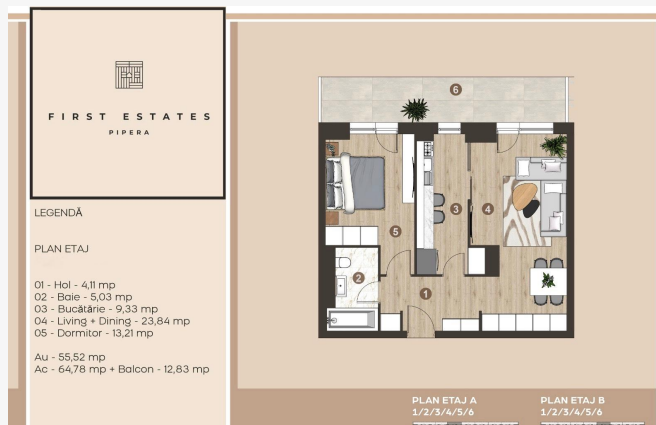 FIRST ESTATES
PIPERA
LEGENDĂ
PLAN ETAJ
01 - Hol - 4,11 mp
02 - Baie - 5,03 mp
03 - Bucătărie - 9,33 mp
04 - Living + Dining - 23,84 mp
05 - Dormitor - 13,21 mp
Au - 55,52 mp
Ac - 64,78 mp + Balcon - 12,83 mp
6
3
4
5
2
1
PLAN ETAJ A
1/2/3/4/5/6
PLAN ETAJ B
1/2/3/4/5/6